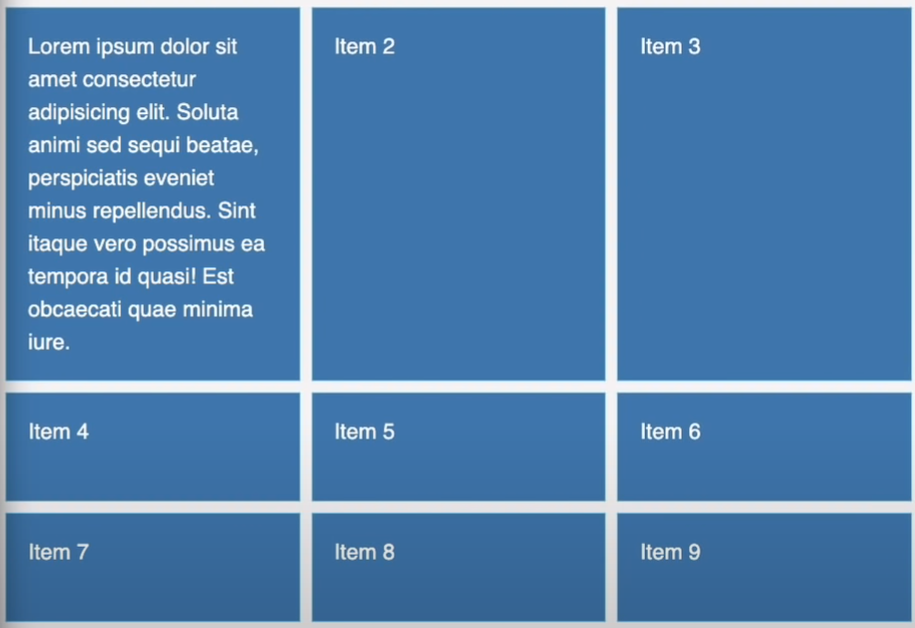 Lorem ipsum dolor sit
amet consectetur
adipisicing elit. Soluta
animi sed sequi beatae,
perspiciatis eveniet
minus repellendus. Sint
itaque vero possimus ea
tempora id quasi! Est
obcaecati quae minima
iure.
Item 2
Item 3
Item 4
Item 5
Item 6
Item 7
Item 8
Item 9